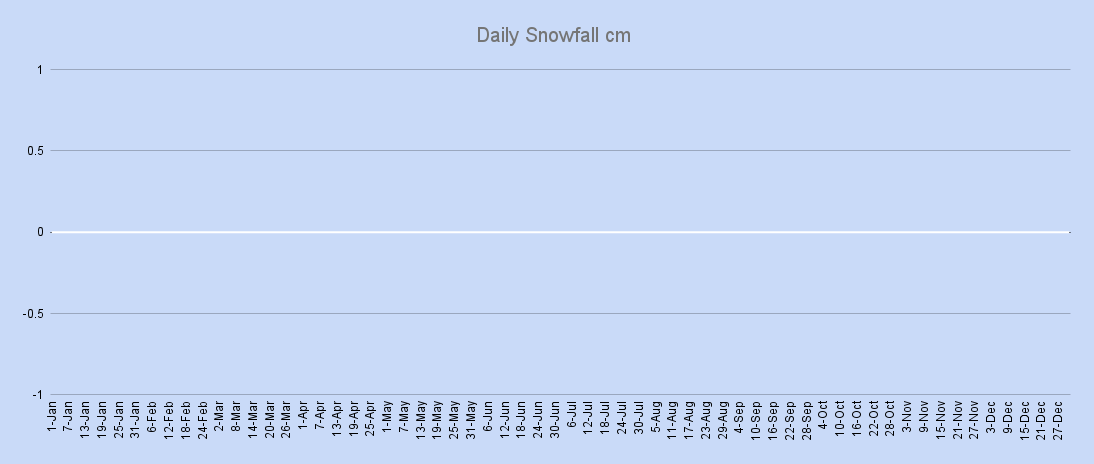 Daily Snowfall cm
1
0.5
0
-0.5
-1
1-Jan
7-Jan
13-Jan
19-Jan
25-Jan
31-Jan
6-Feb
12-Feb
18-Feb
24-Feb
2-Mar
8-Mar
14-Mar
20-Mar
26-Mar
1-Apr
7-Apr
13-Apr
19-Apr
25-Apr
1-May
7-May
13-May
19-May
25-May
31-May
6-Jun
12-Jun
18-Jun
24-Jun
30-Jun
6-Jul
12-Jul
18-Jul
24-Jul
30-Jul
5-Aug
11-Aug
17-Aug
23-Aug
29-Aug
4-Sep
10-Sep
16-Sep
22-Sep
28-Sep
4-Oct
10-Oct
16-Oct
22-Oct
28-Oct
3-Nov
9-Nov
15-Nov
21-Nov
27-Nov
3-Dec
9-Dec
15-Dec
21-Dec
27-Dec